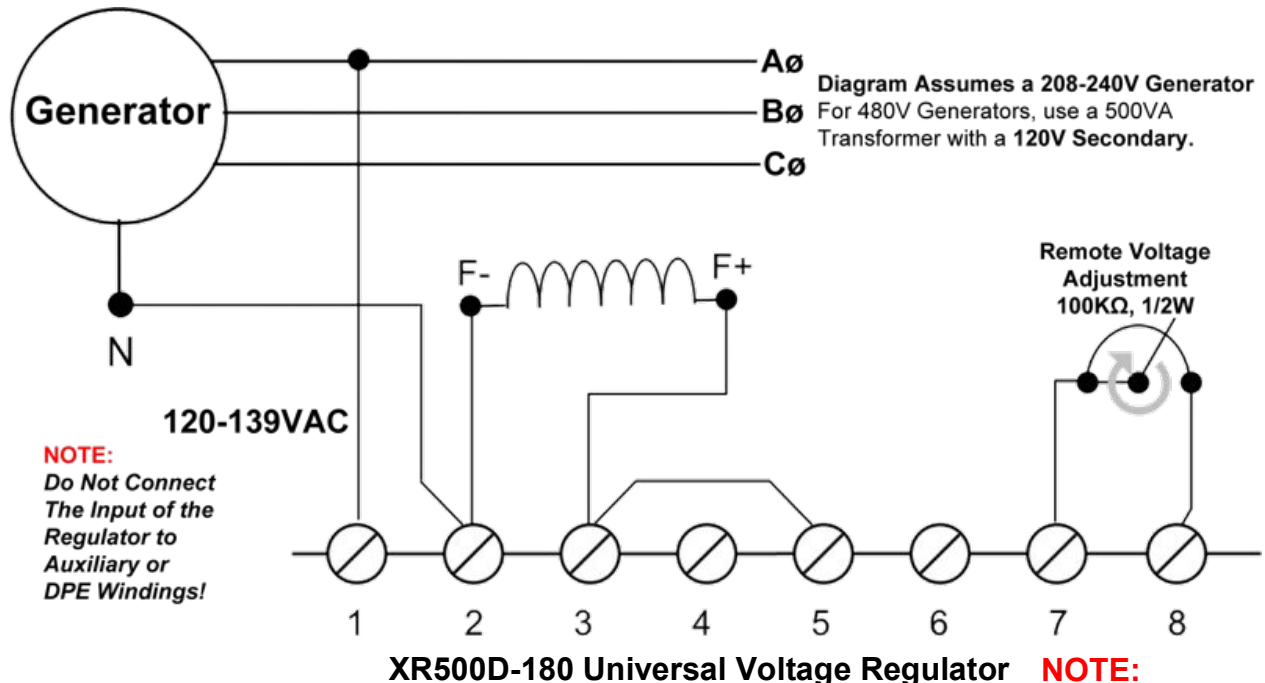 Generator
Aø
Bø
Cø
Diagram Assumes a 208-240V Generator
For 480V Generators, use a 500VA
Transformer with a 120V Secondary.
N
F-
F+
Remote Voltage
Adjustment
100KΩ, 1/2W
120-139VAC
NOTE:
Do Not Connect
The Input of the
Regulator to
Auxiliary or
DPE Windings!
1 2 3 4 5 6 7 8
XR500D-180 Universal Voltage Regulator NOTE: